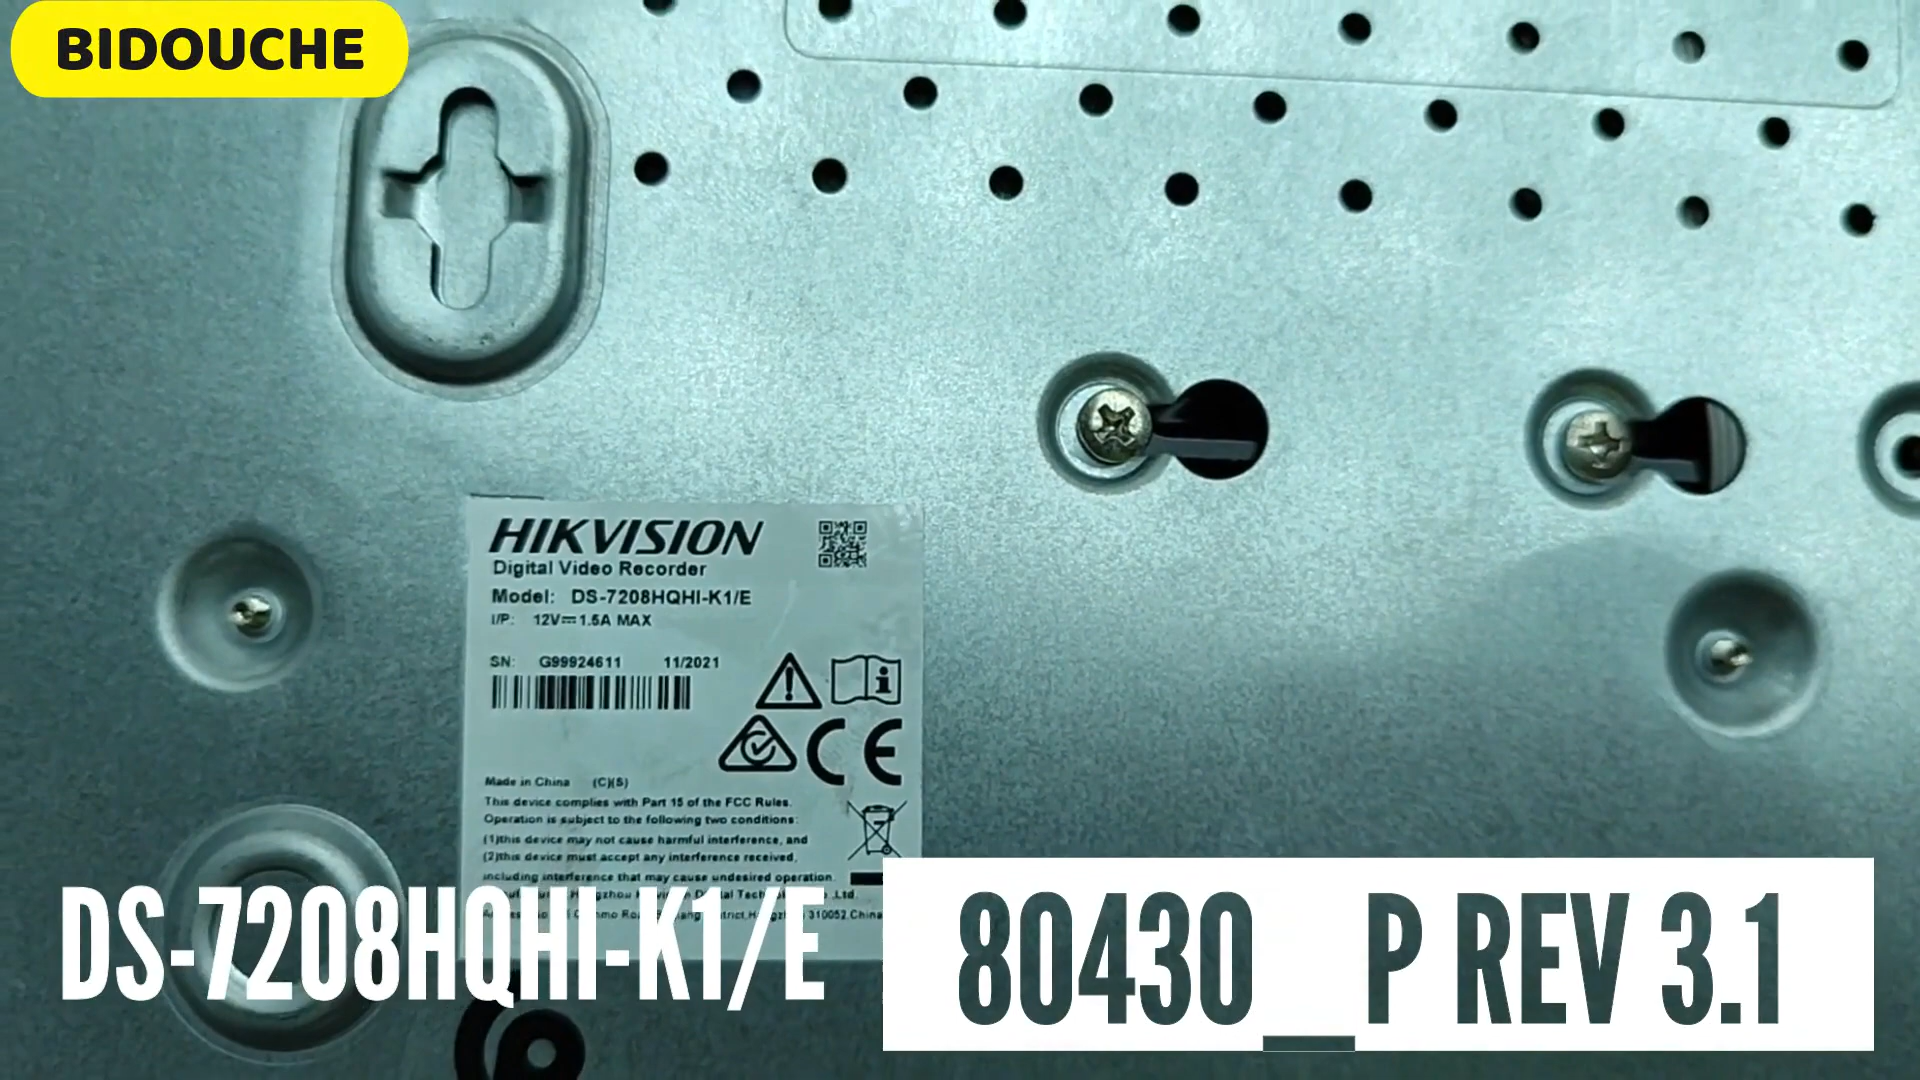 BIDOUCHE
HIKVISION
Digital Video Recorder
Model: DS-7208HQHI-K1/E
I/P: 12V⎓1.5A MAX
SN: G99924611 11/2021
Made in China (C)(S)
This device complies with Part 15 of the FCC Rules.
Operation is subject to the following two conditions:
(1)this device may not cause harmful interference, and
(2)this device must accept any interference received,
including interference that may cause undesired operation.
310052,China
DS-7208HQHI-K1/E
80430__P REV 3.1